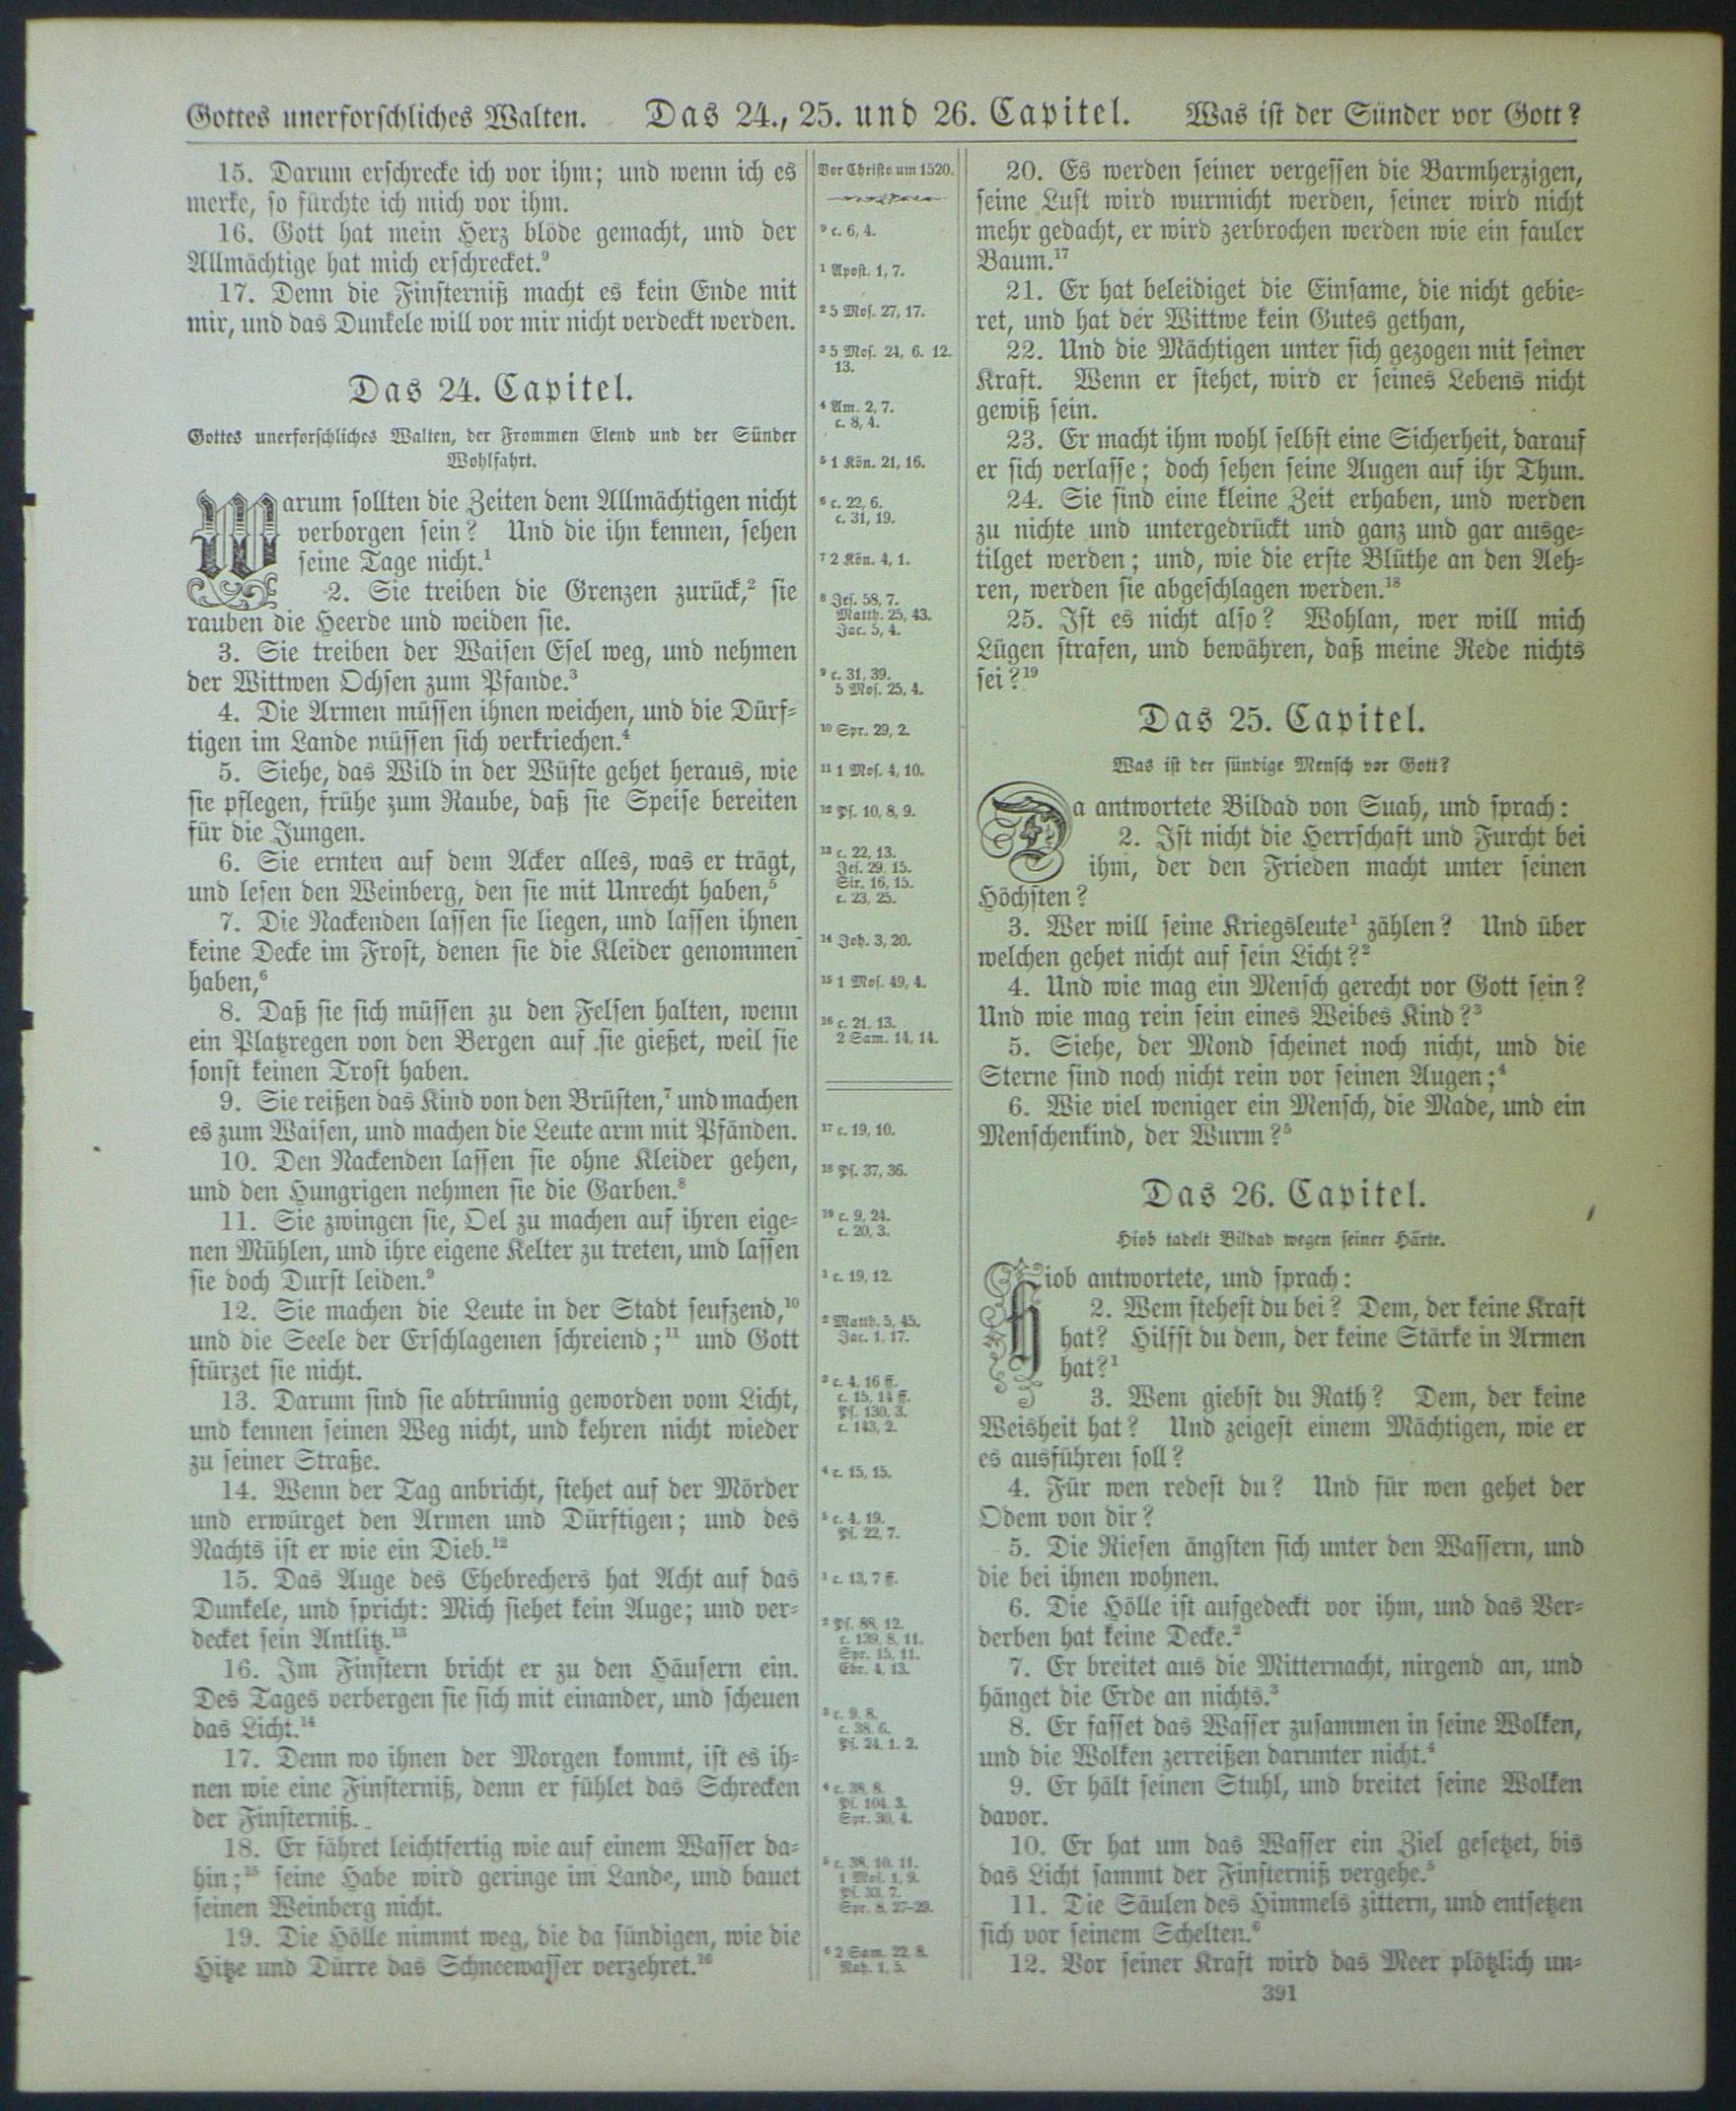 Gottes unerforschliches Walten. Das 24., 25. und 26. Capitel. Was ist der Sünder vor Gott?
15. Darum erschrecke ich vor ihm; und wenn ich es
merke, so fürchte ich mich vor ihm.
16. Gott hat mein Herz blöde gemacht, und der
Allmächtige hat mich erschrecket.⁹
17. Denn die Finsterniß macht es kein Ende mit
mir, und das Dunkele will vor mir nicht verdeckt werden.
Das 24. Capitel.
Gottes unerforschliches Walten, der Frommen Elend und der Sünder
Wohlfahrt.
Warum sollten die Zeiten dem Allmächtigen nicht
verborgen sein? Und die ihn kennen, sehen
seine Tage nicht.¹
2. Sie treiben die Grenzen zurück,² sie
rauben die Heerde und weiden sie.
3. Sie treiben der Waisen Esel weg, und nehmen
der Wittwen Ochsen zum Pfande.³
4. Die Armen müssen ihnen weichen, und die Dürf-
tigen im Lande müssen sich verkriechen.⁴
5. Siehe, das Wild in der Wüste gehet heraus, wie
sie pflegen, frühe zum Raube, daß sie Speise bereiten
für die Jungen.
6. Sie ernten auf dem Acker alles, was er trägt,
und lesen den Weinberg, den sie mit Unrecht haben,⁵
7. Die Nackenden lassen sie liegen, und lassen ihnen
keine Decke im Frost, denen sie die Kleider genommen
haben,⁶
8. Daß sie sich müssen zu den Felsen halten, wenn
ein Platzregen von den Bergen auf sie gießet, weil sie
sonst keinen Trost haben.
9. Sie reißen das Kind von den Brüsten,⁷ und machen
es zum Waisen, und machen die Leute arm mit Pfänden.
10. Den Nackenden lassen sie ohne Kleider gehen,
und den Hungrigen nehmen sie die Garben.⁸
11. Sie zwingen sie, Oel zu machen auf ihren eige-
nen Mühlen, und ihre eigene Kelter zu treten, und lassen
sie doch Durst leiden.⁹
12. Sie machen die Leute in der Stadt seufzend,¹⁰
und die Seele der Erschlagenen schreiend;¹¹ und Gott
stürzet sie nicht.
13. Darum sind sie abtrünnig geworden vom Licht,
und kennen seinen Weg nicht, und kehren nicht wieder
zu seiner Straße.
14. Wenn der Tag anbricht, stehet auf der Mörder
und erwürget den Armen und Dürftigen; und des
Nachts ist er wie ein Dieb.¹²
15. Das Auge des Ehebrechers hat Acht auf das
Dunkele, und spricht: Mich siehet kein Auge; und ver-
decket sein Antlitz.¹³
16. Im Finstern bricht er zu den Häusern ein.
Des Tages verbergen sie sich mit einander, und scheuen
das Licht.¹⁴
17. Denn wo ihnen der Morgen kommt, ist es ih-
nen wie eine Finsterniß, denn er fühlet das Schrecken
der Finsterniß.
18. Er fähret leichtfertig wie auf einem Wasser da-
hin;¹⁵ seine Habe wird geringe im Lande, und bauet
seinen Weinberg nicht.
19. Die Hölle nimmt weg, die da sündigen, wie die
Hitze und Dürre das Schneewasser verzehret.¹⁶
Vor Christo um 1520.
⁹ c. 6, 4.
¹ Apost. 1, 7.
² 5 Mos. 27, 17.
³ 5 Mos. 24, 6. 12.
13.
⁴ Am. 2, 7.
c. 8, 4.
⁵ 1 Kön. 21, 16.
⁶ c. 22, 6.
c. 31, 19.
⁷ 2 Kön. 4, 1.
⁸ Jes. 58, 7.
Matth. 25, 43.
Jac. 5, 4.
⁹ c. 31, 39.
5 Mos. 25, 4.
¹⁰ Spr. 29, 2.
¹¹ 1 Mos. 4, 10.
¹² Ps. 10, 8, 9.
¹³ c. 22, 13.
Jes. 29, 15.
Sir. 16, 15.
c. 23, 25.
¹⁴ Joh. 3, 20.
¹⁵ 1 Mos. 49, 4.
¹⁶ c. 21, 13.
2 Sam. 14, 14.
¹⁷ c. 19, 10.
¹⁸ Ps. 37, 36.
¹⁹ c. 9, 24.
c. 20, 3.
¹ c. 19, 12.
² Matth. 5, 45.
Jac. 1, 17.
³ c. 4, 16 ff.
c. 15, 14 ff.
Ps. 130, 3.
c. 143, 2.
⁴ c. 15, 15.
⁵ c. 4, 19.
Ps. 22, 7.
¹ c. 13, 7 ff.
² Ps. 88, 12.
c. 139, 8, 11.
Spr. 15, 11.
Ebr. 4, 13.
³ c. 9, 8.
c. 38, 6.
Ps. 24, 1. 2.
⁴ c. 38, 8.
Ps. 104, 3.
Spr. 30, 4.
⁵ c. 38, 10. 11.
1 Mos. 1, 9.
Ps. 33, 7.
Spr. 8, 27-29.
⁶ 2 Sam. 22, 8.
Nah. 1, 5.
20. Es werden seiner vergessen die Barmherzigen,
seine Lust wird wurmicht werden, seiner wird nicht
mehr gedacht, er wird zerbrochen werden wie ein fauler
Baum.¹⁷
21. Er hat beleidiget die Einsame, die nicht gebie-
ret, und hat der Wittwe kein Gutes gethan,
22. Und die Mächtigen unter sich gezogen mit seiner
Kraft. Wenn er stehet, wird er seines Lebens nicht
gewiß sein.
23. Er macht ihm wohl selbst eine Sicherheit, darauf
er sich verlasse; doch sehen seine Augen auf ihr Thun.
24. Sie sind eine kleine Zeit erhaben, und werden
zu nichte und untergedrückt und ganz und gar ausge-
tilget werden; und, wie die erste Blüthe an den Aeh-
ren, werden sie abgeschlagen werden.¹⁸
25. Ist es nicht also? Wohlan, wer will mich
Lügen strafen, und bewähren, daß meine Rede nichts
sei?¹⁹
Das 25. Capitel.
Was ist der sündige Mensch vor Gott?
Da antwortete Bildad von Suah, und sprach:
2. Ist nicht die Herrschaft und Furcht bei
ihm, der den Frieden macht unter seinen
Höchsten?
3. Wer will seine Kriegsleute¹ zählen? Und über
welchen gehet nicht auf sein Licht?²
4. Und wie mag ein Mensch gerecht vor Gott sein?
Und wie mag rein sein eines Weibes Kind?³
5. Siehe, der Mond scheinet noch nicht, und die
Sterne sind noch nicht rein vor seinen Augen;⁴
6. Wie viel weniger ein Mensch, die Made, und ein
Menschenkind, der Wurm?⁵
Das 26. Capitel.
Hiob tadelt Bildad wegen seiner Härte.
Hiob antwortete, und sprach:
2. Wem stehest du bei? Dem, der keine Kraft
hat? Hilfst du dem, der keine Stärke in Armen
hat?¹
3. Wem giebst du Rath? Dem, der keine
Weisheit hat? Und zeigest einem Mächtigen, wie er
es ausführen soll?
4. Für wen redest du? Und für wen gehet der
Odem von dir?
5. Die Riesen ängsten sich unter den Wassern, und
die bei ihnen wohnen.
6. Die Hölle ist aufgedeckt vor ihm, und das Ver-
derben hat keine Decke.²
7. Er breitet aus die Mitternacht, nirgend an, und
hänget die Erde an nichts.³
8. Er fasset das Wasser zusammen in seine Wolken,
und die Wolken zerreißen darunter nicht.⁴
9. Er hält seinen Stuhl, und breitet seine Wolken
davor.
10. Er hat um das Wasser ein Ziel gesetzet, bis
das Licht sammt der Finsterniß vergehe.⁵
11. Die Säulen des Himmels zittern, und entsetzen
sich vor seinem Schelten.⁶
12. Vor seiner Kraft wird das Meer plötzlich un-
391